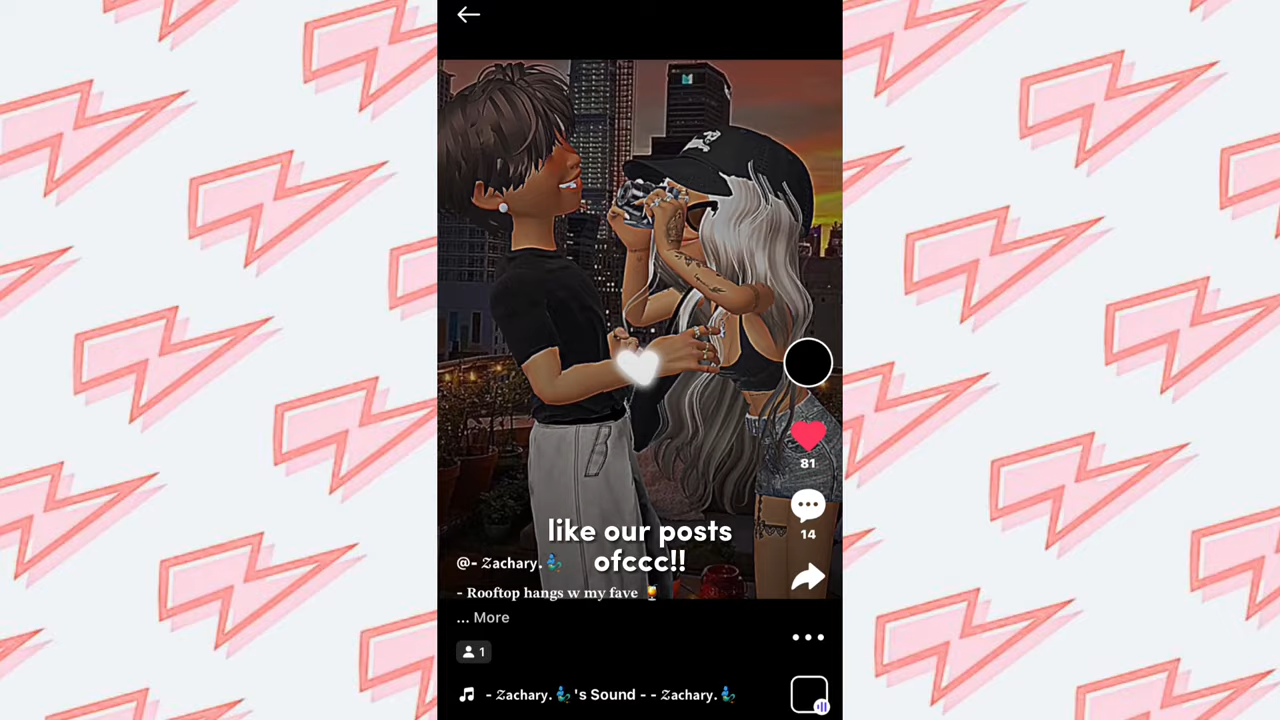 81
14
like our posts
ofccc!!
@- 𝓩achary.🧞‍♂️
- 𝐑𝐨𝐨𝐟𝐭𝐨𝐩 𝐡𝐚𝐧𝐠𝐬 𝐰 𝐦𝐲 𝐟𝐚𝐯𝐞 🍹
... More
1
- 𝓩achary.🧞‍♂️'s Sound - - 𝓩achary.🧞‍♂️